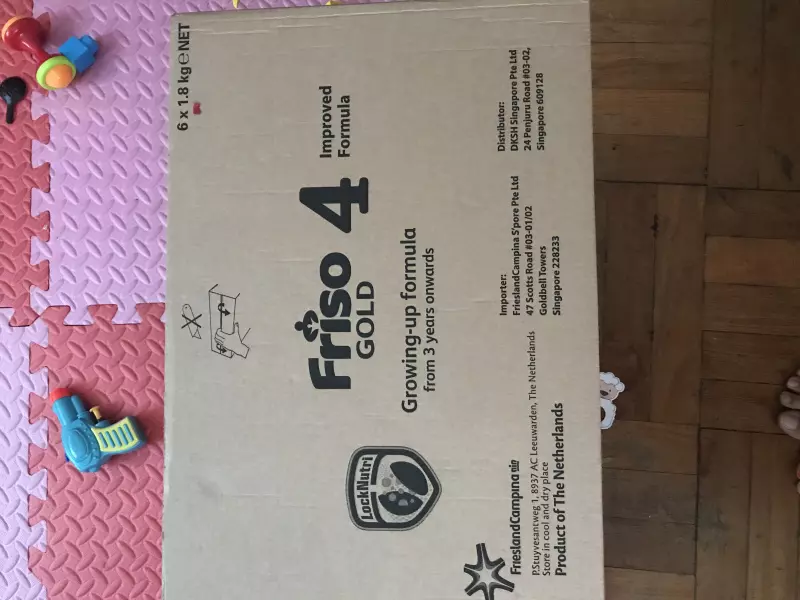 6 x 1.8 kg e NET
Friso 4
GOLD
Improved
Formula
Growing-up formula
from 3 years onwards
LockNutri
FrieslandCampina
P.Stuyvesantweg 1, 8937 AC Leeuwarden, The Netherlands
Store in cool and dry place
Product of The Netherlands
Importer:
FrieslandCampina S'pore Pte Ltd
47 Scotts Road #03-01/02
Goldbell Towers
Singapore 228233
Distributor:
DKSH Singapore Pte Ltd
24 Penjuru Road #03-02,
Singapore 609128